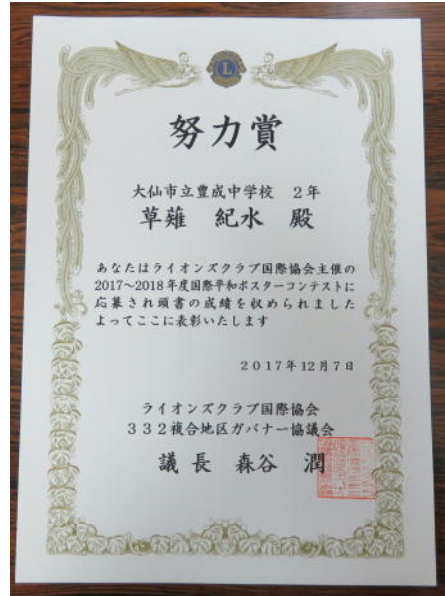 L
努力賞
大仙市立豊成中学校 2年
草薙 紀水 殿
あなたはライオンズクラブ国際協会主催の
2017~2018年度国際平和ポスターコンテストに
応募され頭書の成績を収められました
よってここに表彰いたします
2017年12月7日
ライオンズクラブ国際協会
332複合地区ガバナー協議会
議長 森谷 潤